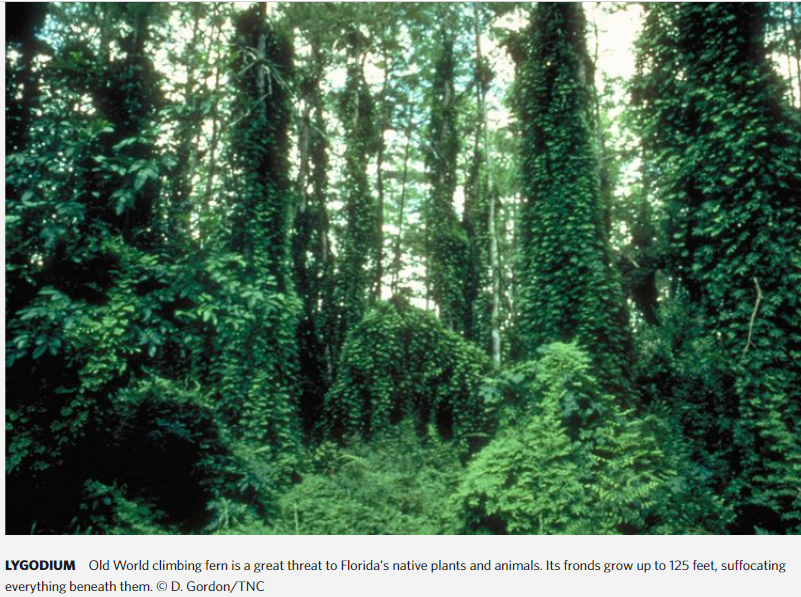 LYGODIUM Old World climbing fern is a great threat to Florida's native plants and animals. Its fronds grow up to 125 feet, suffocating
everything beneath them. © D. Gordon/TNC